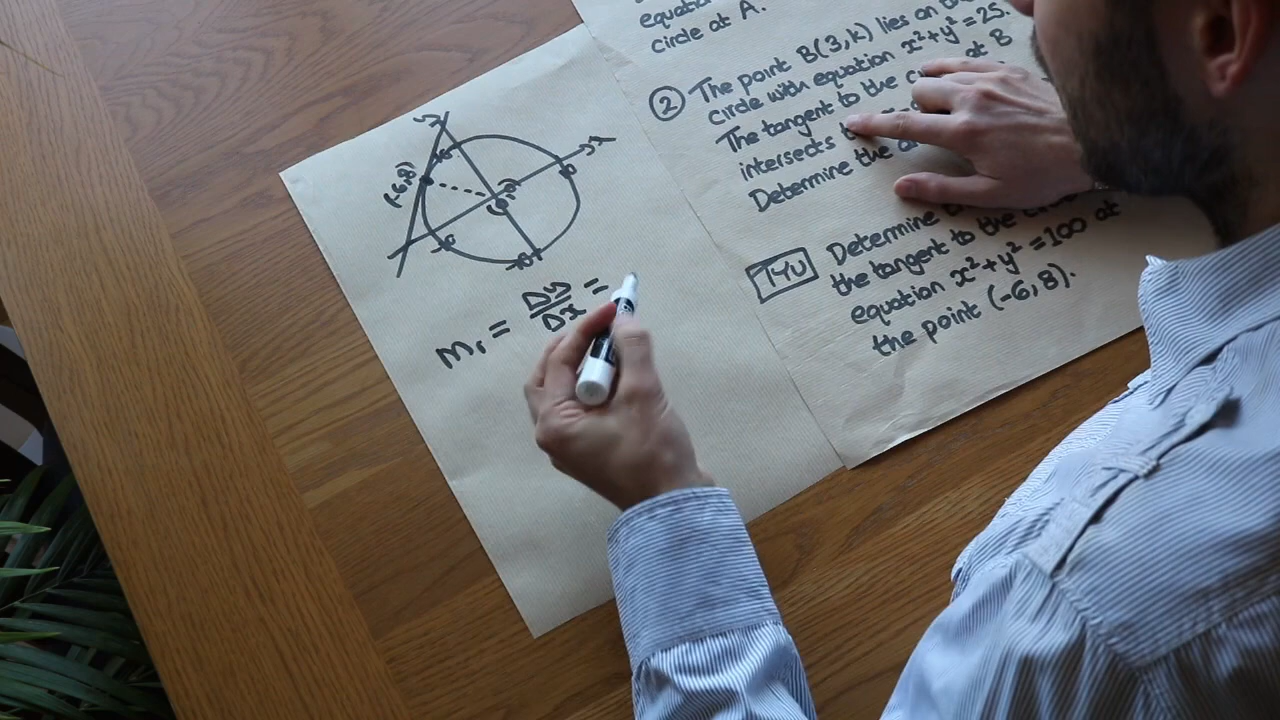 equation
circle at A.
② The point B(3,k) lies on the
circle with equation x²+y²=25.
The tangent to the at B
intersects
Determine the
TYU Determine
the tangent to the
equation x²+y²=100 at
the point (-6,8).
y
x
(-6,8)
10
-10
m₁ = Δy/Δx =